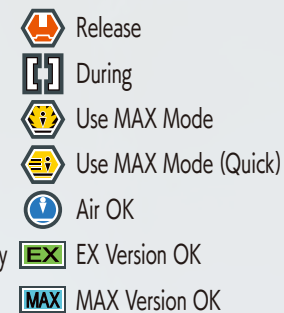 Release
During
Use MAX Mode
Use MAX Mode (Quick)
Air OK
y EX EX Version OK
MAX MAX Version OK